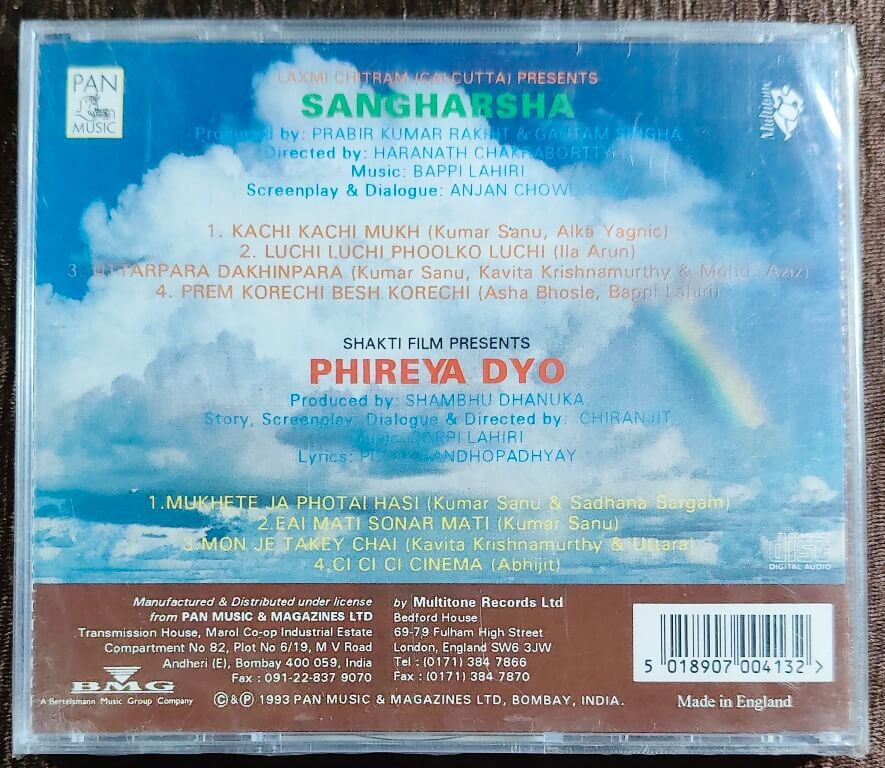 PAN
MUSIC
Multitone
LAXMI CHITRAM (CALCUTTA) PRESENTS
SANGHARSHA
Produced by: PRABIR KUMAR RAKHIT & GAUTAM SINGHA
Directed by: HARANATH CHAKRABORTTY
Music: BAPPI LAHIRI
Screenplay & Dialogue: ANJAN
1. KACHI KACHI MUKH (Kumar Sanu, Alka Yagnic)
2. LUCHI LUCHI PHOOLKO LUCHI (Ila Arun)
3. UTTARPARA DAKHINPARA (Kumar Sanu, Kavita Krishnamurthy & Mohd. Aziz)
4. PREM KORECHI BESH KORECHI (Asha Bhosle, Bappi Lahiri)
SHAKTI FILM PRESENTS
PHIREYA DYO
Produced by: SHAMBHU DHANUKA
Story, Screenplay, Dialogue & Directed by: CHIRANJIT
Music: BAPPI LAHIRI
Lyrics: BANDHOPADHYAY
1.MUKHETE JA PHOTAI HASI (Kumar Sanu & Sadhana Sargam)
2.EAI MATI SONAR MATI (Kumar Sanu)
3.MON JE TAKEY CHAI (Kavita Krishnamurthy & Uttara)
4.CI CI CI CINEMA (Abhijit)
DISC
DIGITAL AUDIO
Manufactured & Distributed under license
from PAN MUSIC & MAGAZINES LTD
Transmission House, Marol Co-op Industrial Estate
Compartment No 82, Plot No 6/19, M V Road
Andheri (E), Bombay 400 059, India
Fax : 091-22-837 9070
by Multitone Records Ltd
Bedford House
69-79 Fulham High Street
London, England SW6 3JW
Tel : (0171) 384 7866
Fax : (0171) 384 7870
BMG
A Bertelsmann Music Group Company
© & ℗ 1993 PAN MUSIC & MAGAZINES LTD, BOMBAY, INDIA.
5 018907 004132 >
Made in England